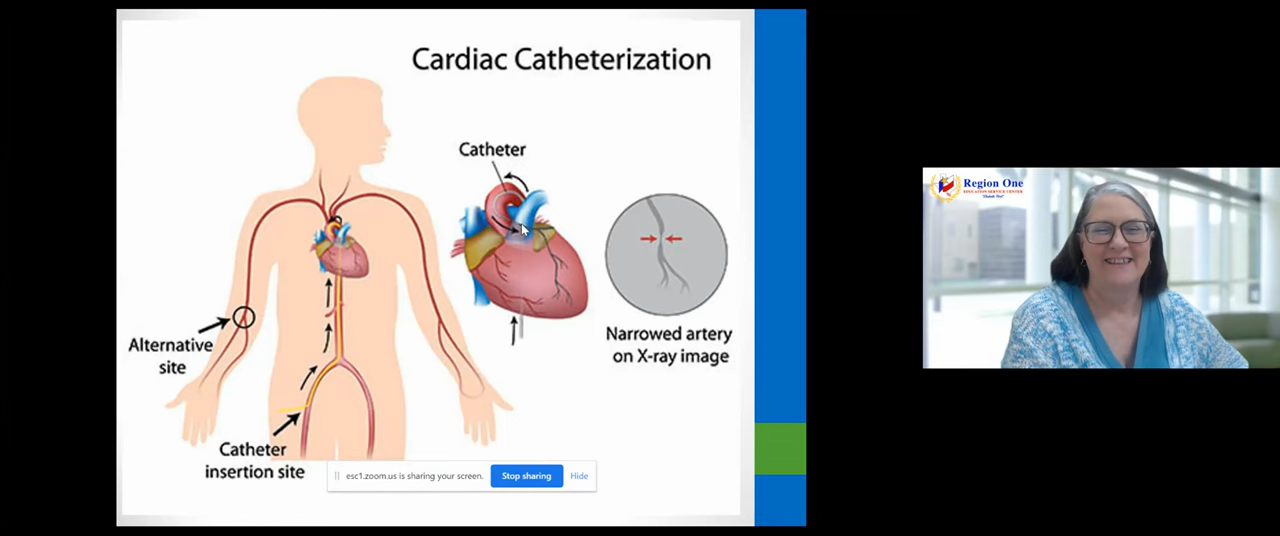 Cardiac Catheterization
Catheter
Alternative
site
Narrowed artery
on X-ray image
Catheter
insertion site
esc1.zoom.us is sharing your screen.
Stop sharing
Hide
Region One
EDUCATION SERVICE CENTER